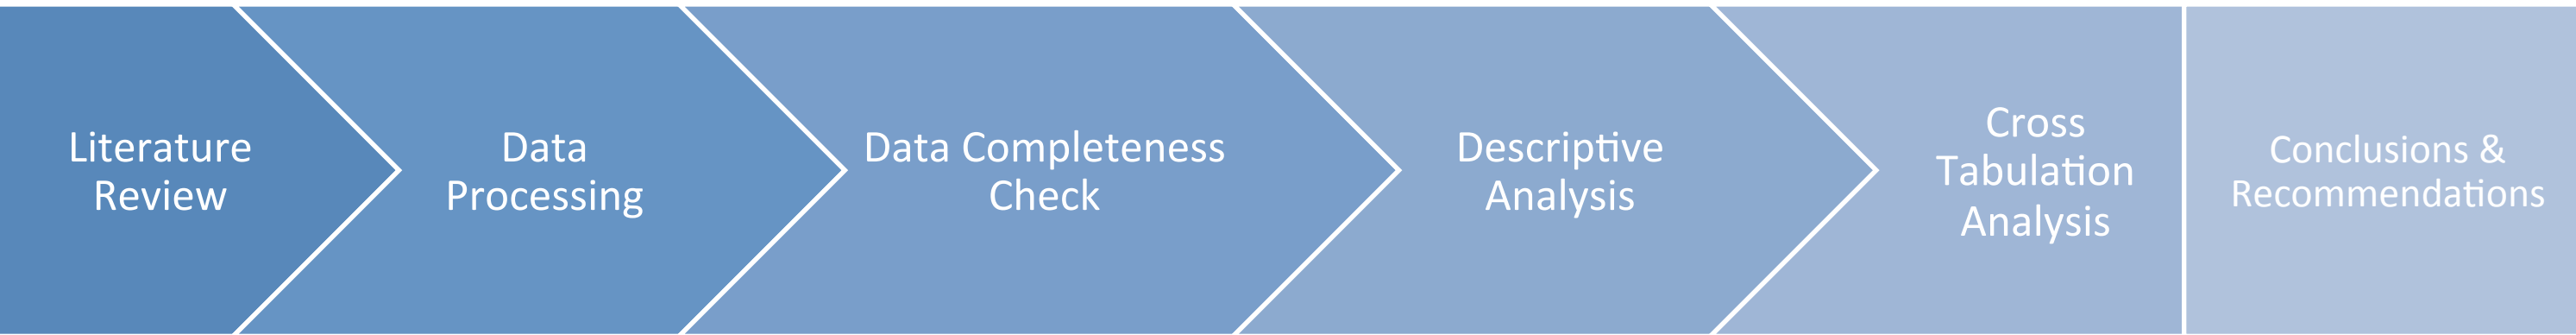 Literature
Review
Data
Processing
Data Completeness
Check
Descriptive
Analysis
Cross
Tabulation
Analysis
Conclusions &
Recommendations